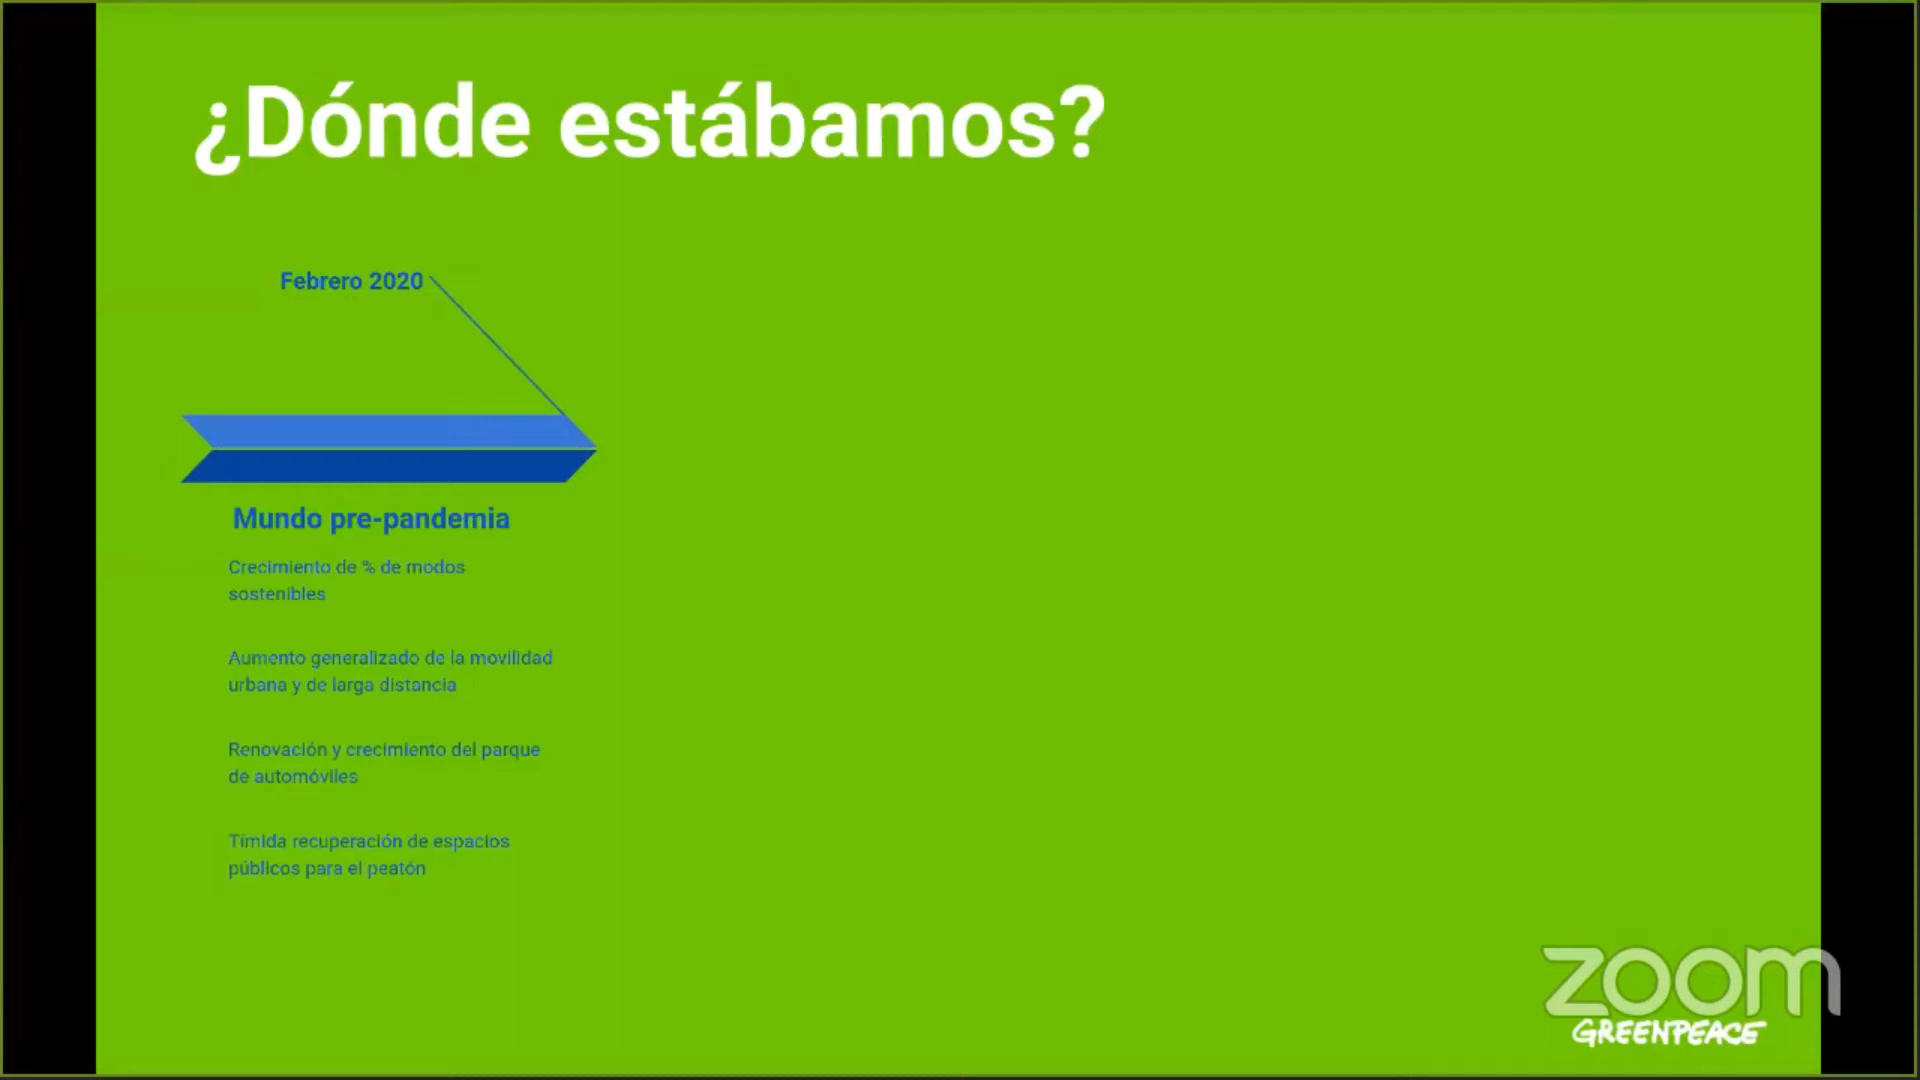 ¿Dónde estábamos?
Febrero 2020
Mundo pre-pandemia
Crecimiento de % de modos
sostenibles
Aumento generalizado de la movilidad
urbana y de larga distancia
Renovación y crecimiento del parque
de automóviles
Tímida recuperación de espacios
públicos para el peatón
zoom
GREENPEACE